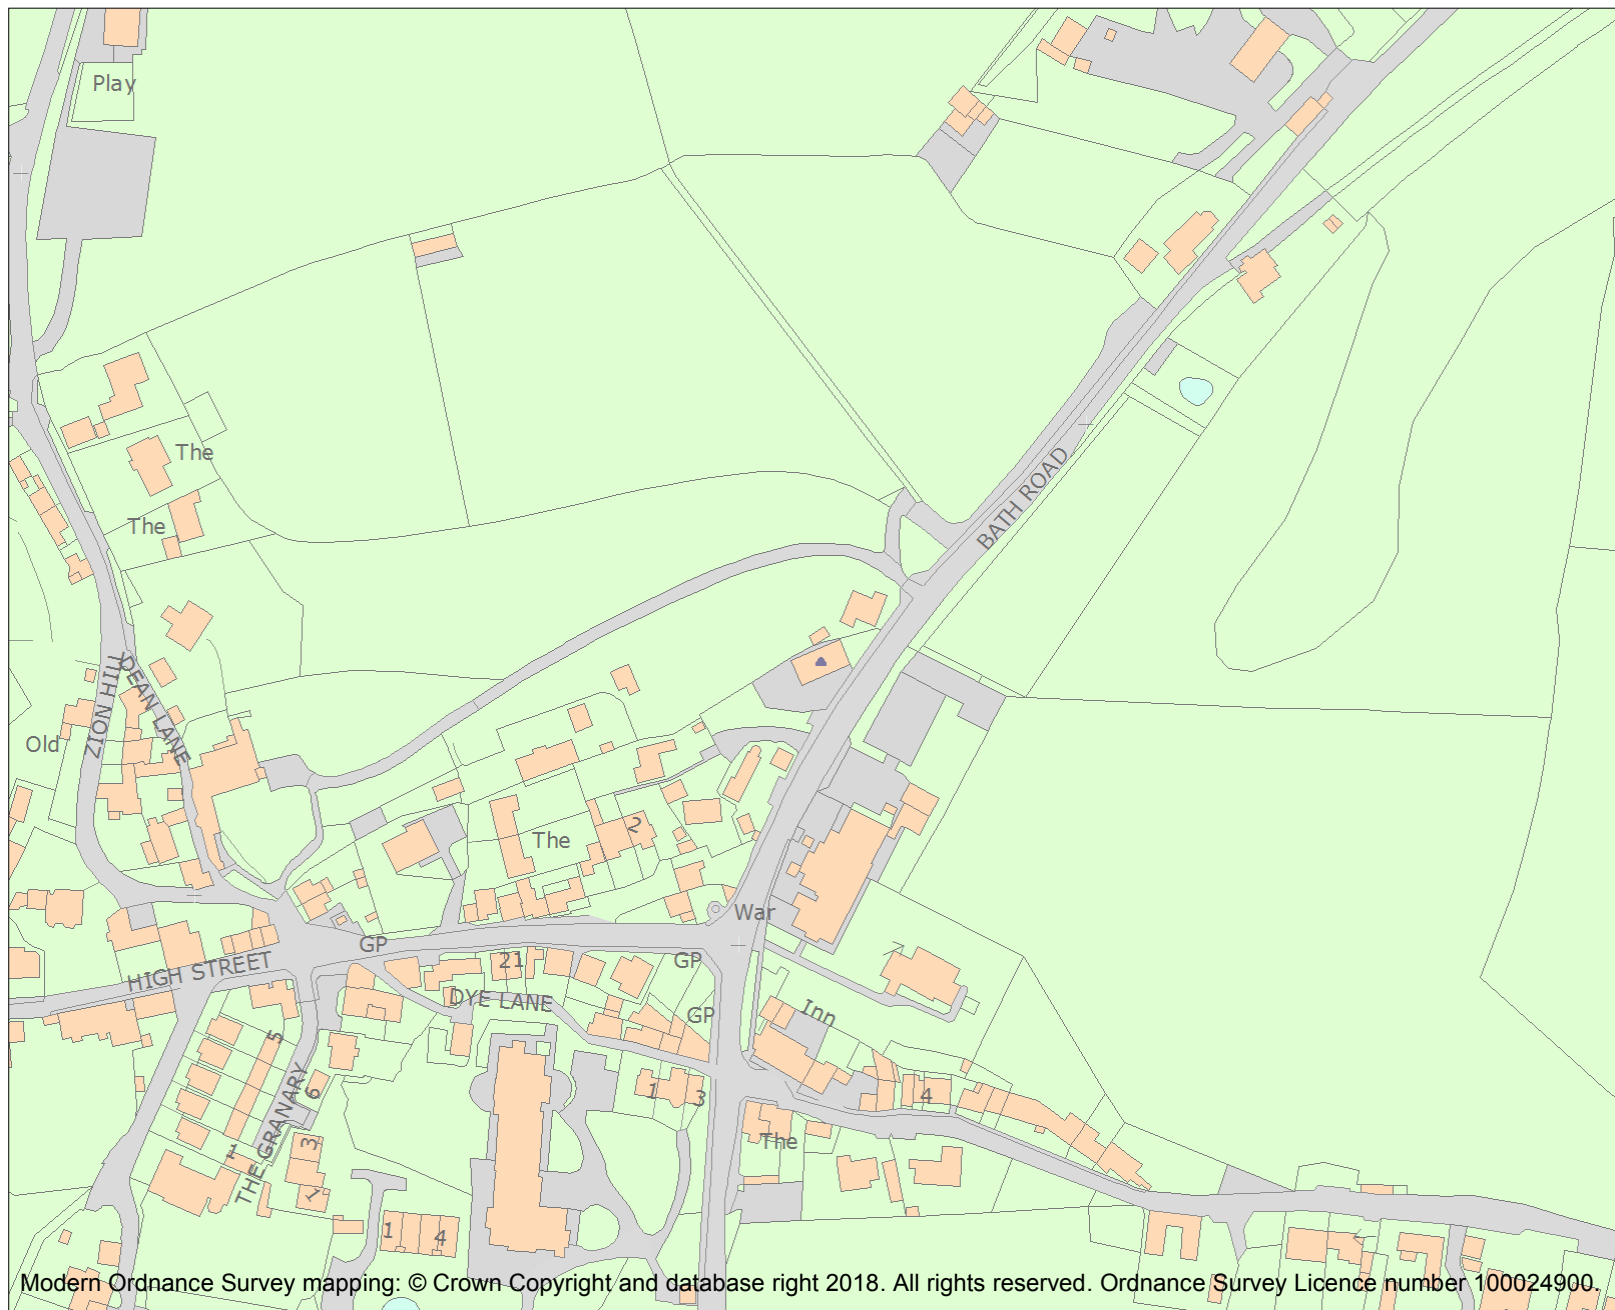 Play
The
The
BATH ROAD
ZION HILL
DEAN LANE
Old
2
The
War
GP
HIGH STREET
21
GP
DYE LANE
GP
7
Inn
5
6
THE GRANARY
1
3
4
1
3
The
1
1
4
Modern Ordnance Survey mapping: © Crown Copyright and database right 2018. All rights reserved. Ordnance Survey Licence number 100024900.